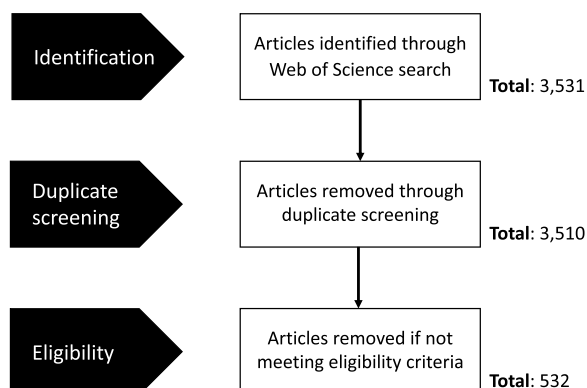 Identification
Articles identified through
Web of Science search
Total: 3,531
Duplicate
screening
Articles removed through
duplicate screening
Total: 3,510
Eligibility
Articles removed if not
meeting eligibility criteria
Total: 532